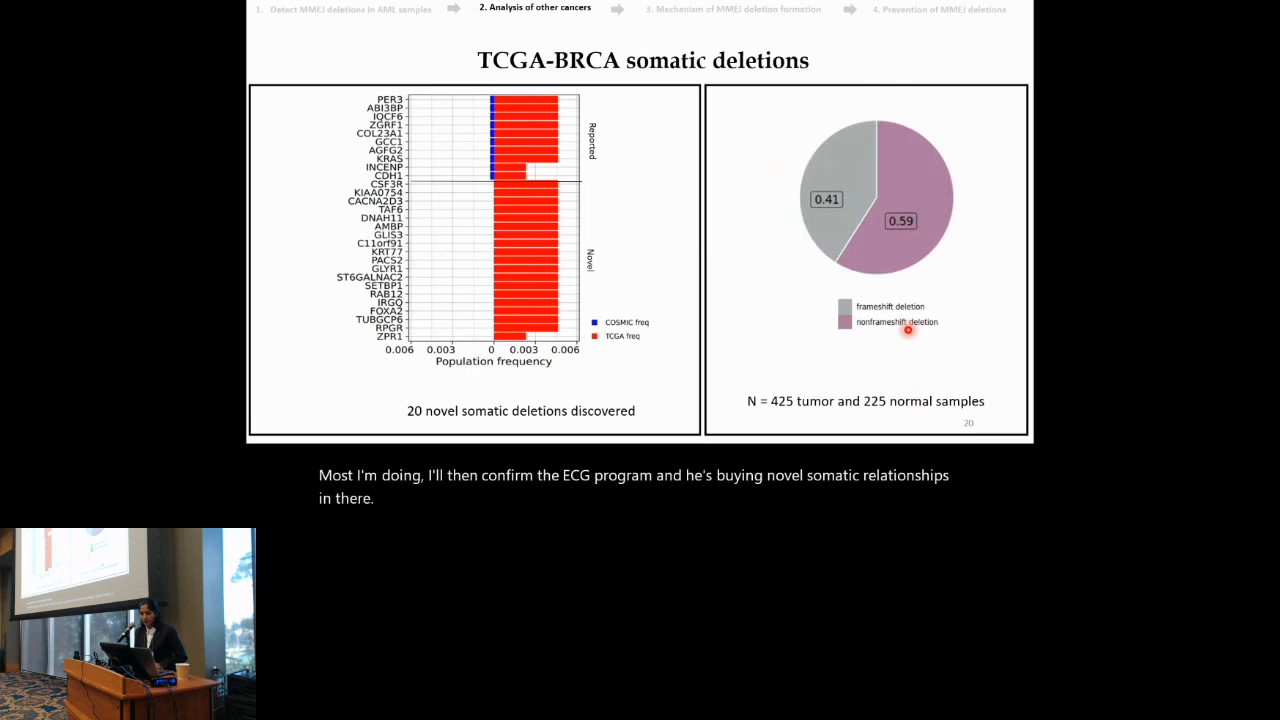 1. Detect MMEJ deletions in AML samples
2. Analysis of other cancers
3. Mechanism of MMEJ deletion formation
4. Prevention of MMEJ deletions
TCGA-BRCA somatic deletions
PER3
ABI3BP
IQCF6
ZGRF1
COL23A1
GCC1
AGFG2
KRAS
INCENP
CDH1
CSF3R
KIAA0754
CACNA2D3
TAF6
DNAH11
AMBP
GLIS3
C11orf91
KRT77
PACS2
GLYR1
ST6GALNAC2
SETBP1
RAB12
IRGQ
FOXA2
TUBGCP6
RPGR
ZPR1
Reported
Novel
0.006 0.003 0 0.003 0.006
Population frequency
COSMIC freq
TCGA freq
20 novel somatic deletions discovered
0.41
0.59
frameshift deletion
nonframeshift deletion
N = 425 tumor and 225 normal samples
20
Most I'm doing, I'll then confirm the ECG program and he's buying novel somatic relationships
in there.